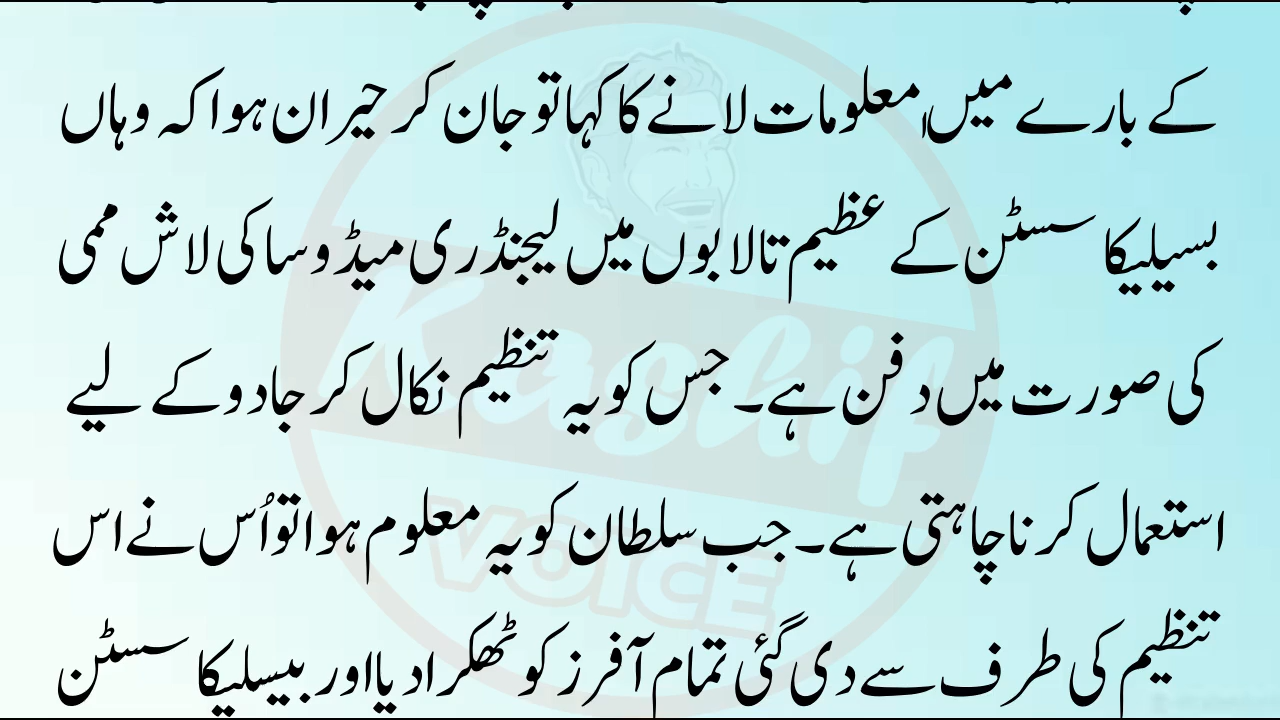 کے بارے میں معلومات لانے کا کہا تو جان کر حیران ہوا کہ وہاں
بسیلیکا سسٹن کے عظیم تالابوں میں لیجنڈری میڈوسا کی لاش ممی
کی صورت میں دفن ہے۔ جس کو یہ تنظیم نکال کر جادو کے لیے
استعمال کرنا چاہتی ہے۔ جب سلطان کو یہ معلوم ہوا تو اُس نے اس
تنظیم کی طرف سے دی گئی تمام آفرز کو ٹھکرا دیا اور بیسلیکا سسٹن
Kashif
VOICE